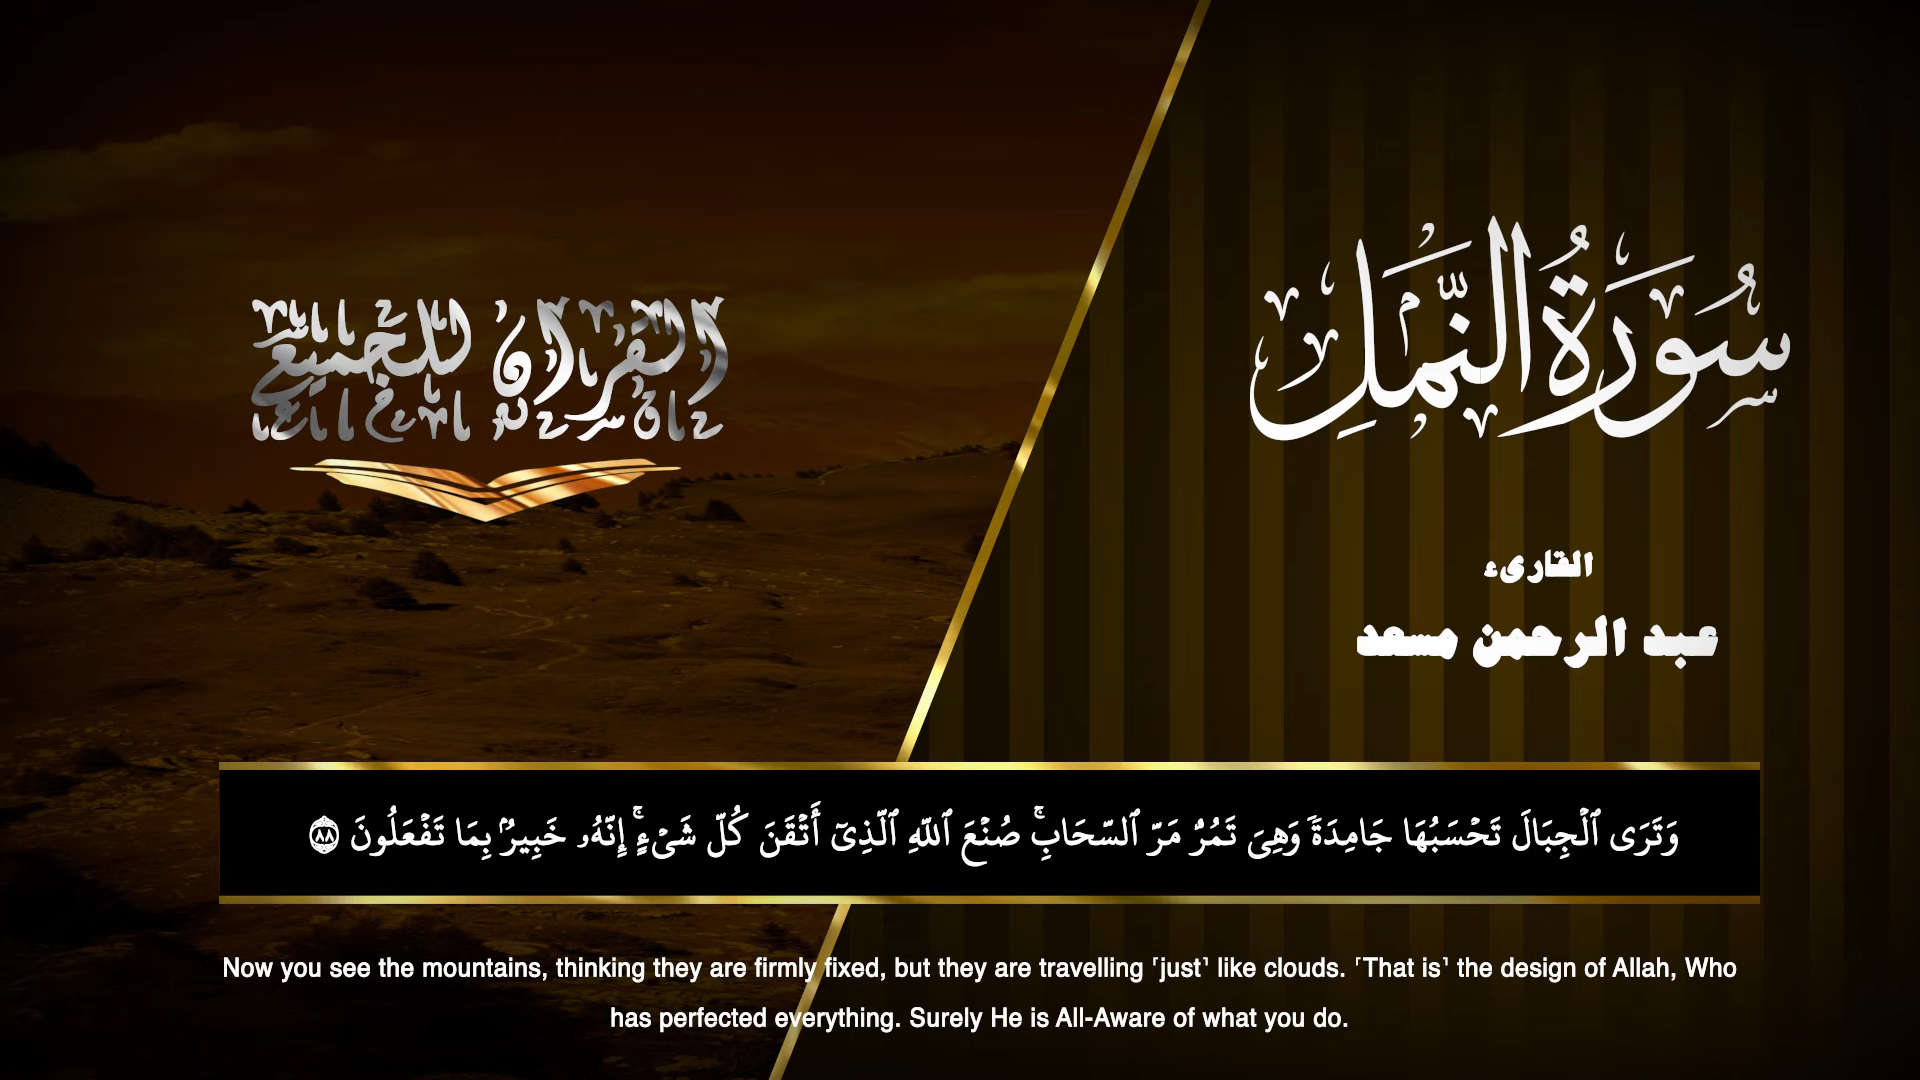 القرآن للجميع
سُورَةُ النَّمْلِ
القارىء
عبد الرحمن مسعد
وَتَرَى ٱلْجِبَالَ تَحْسَبُهَا جَامِدَةً وَهِىَ تَمُرُّ مَرَّ ٱلسَّحَابِ ۚ صُنْعَ ٱللَّهِ ٱلَّذِىٓ أَتْقَنَ كُلَّ شَىْءٍ ۚ إِنَّهُۥ خَبِيرٌۢ بِمَا تَفْعَلُونَ ٨٨
Now you see the mountains, thinking they are firmly fixed, but they are travelling ˹just˺ like clouds. ˹That is˺ the design of Allah, Who
has perfected everything. Surely He is All-Aware of what you do.